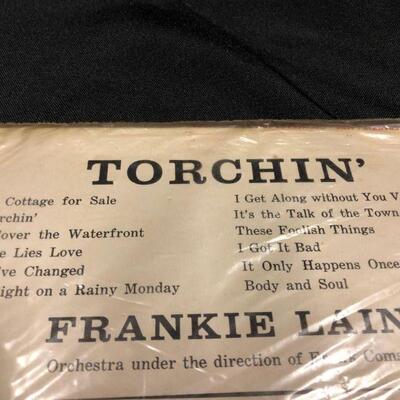 TORCHIN'
Cottage for Sale
rchin'
over the Waterfront
e Lies Love
've Changed
ight on a Rainy Monday
I Get Along without You V
It's the Talk of the Town
These Foolish Things
I Got It Bad
It Only Happens Once
Body and Soul
FRANKIE LAIN
Orchestra under the direction of Coms